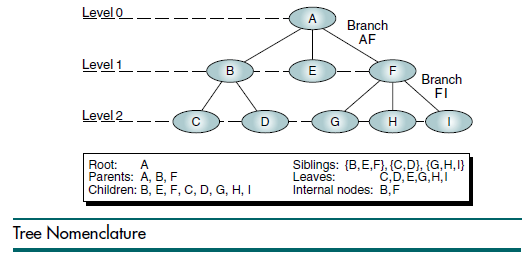 Level 0
A
Branch
AF
Level 1
B
E
F
Branch
FI
Level 2
C
D
G
H
I
Root: A
Parents: A, B, F
Children: B, E, F, C, D, G, H, I
Siblings: {B,E,F}, {C,D}, {G,H,I}
Leaves: C,D,E,G,H,I
Internal nodes: B,F
Tree Nomenclature